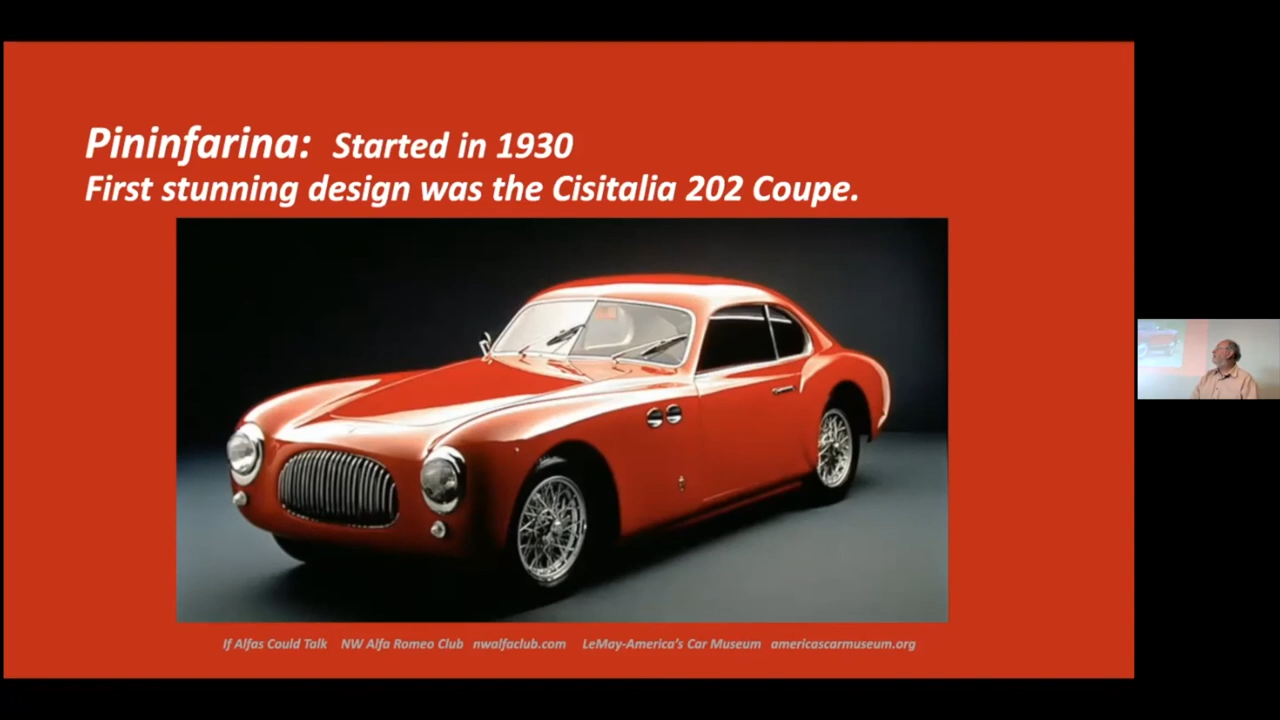 Pininfarina: Started in 1930
First stunning design was the Cisitalia 202 Coupe.
If Alfas Could Talk NW Alfa Romeo Club nwalfaclub.com LeMay-America's Car Museum americascarmuseum.org